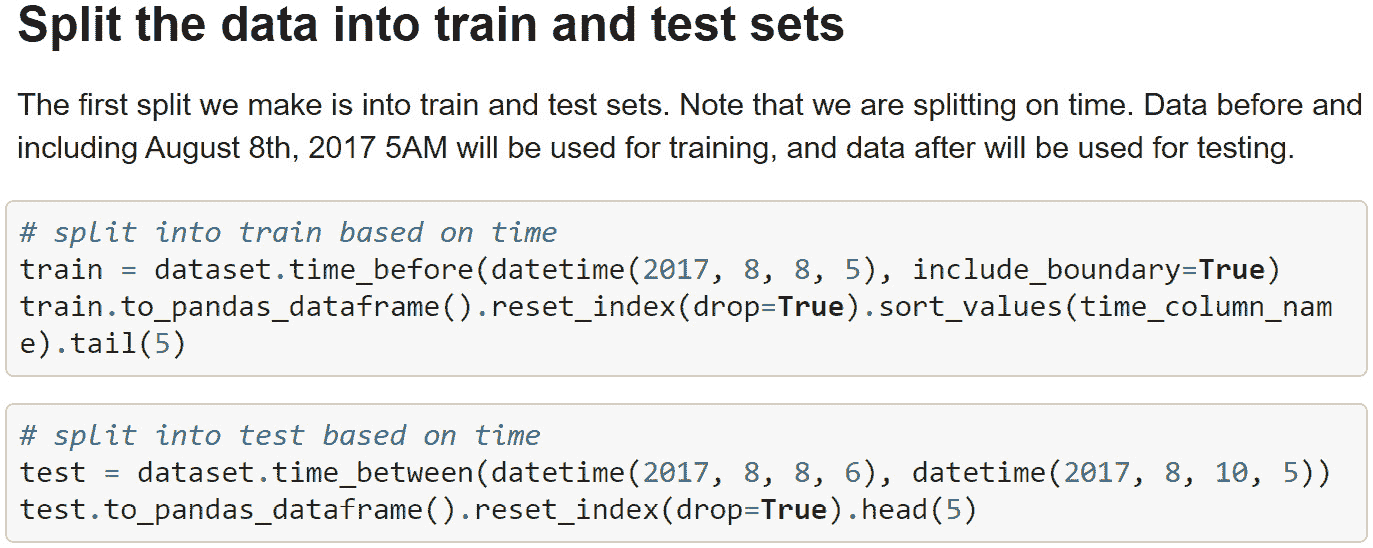 Split the data into train and test sets
The first split we make is into train and test sets. Note that we are splitting on time. Data before and
including August 8th, 2017 5AM will be used for training, and data after will be used for testing.
# split into train based on time
train = dataset.time_before(datetime(2017, 8, 8, 5), include_boundary=True)
train.to_pandas_dataframe().reset_index(drop=True).sort_values(time_column_nam
e).tail(5)
# split into test based on time
test = dataset.time_between(datetime(2017, 8, 8, 6), datetime(2017, 8, 10, 5))
test.to_pandas_dataframe().reset_index(drop=True).head(5)